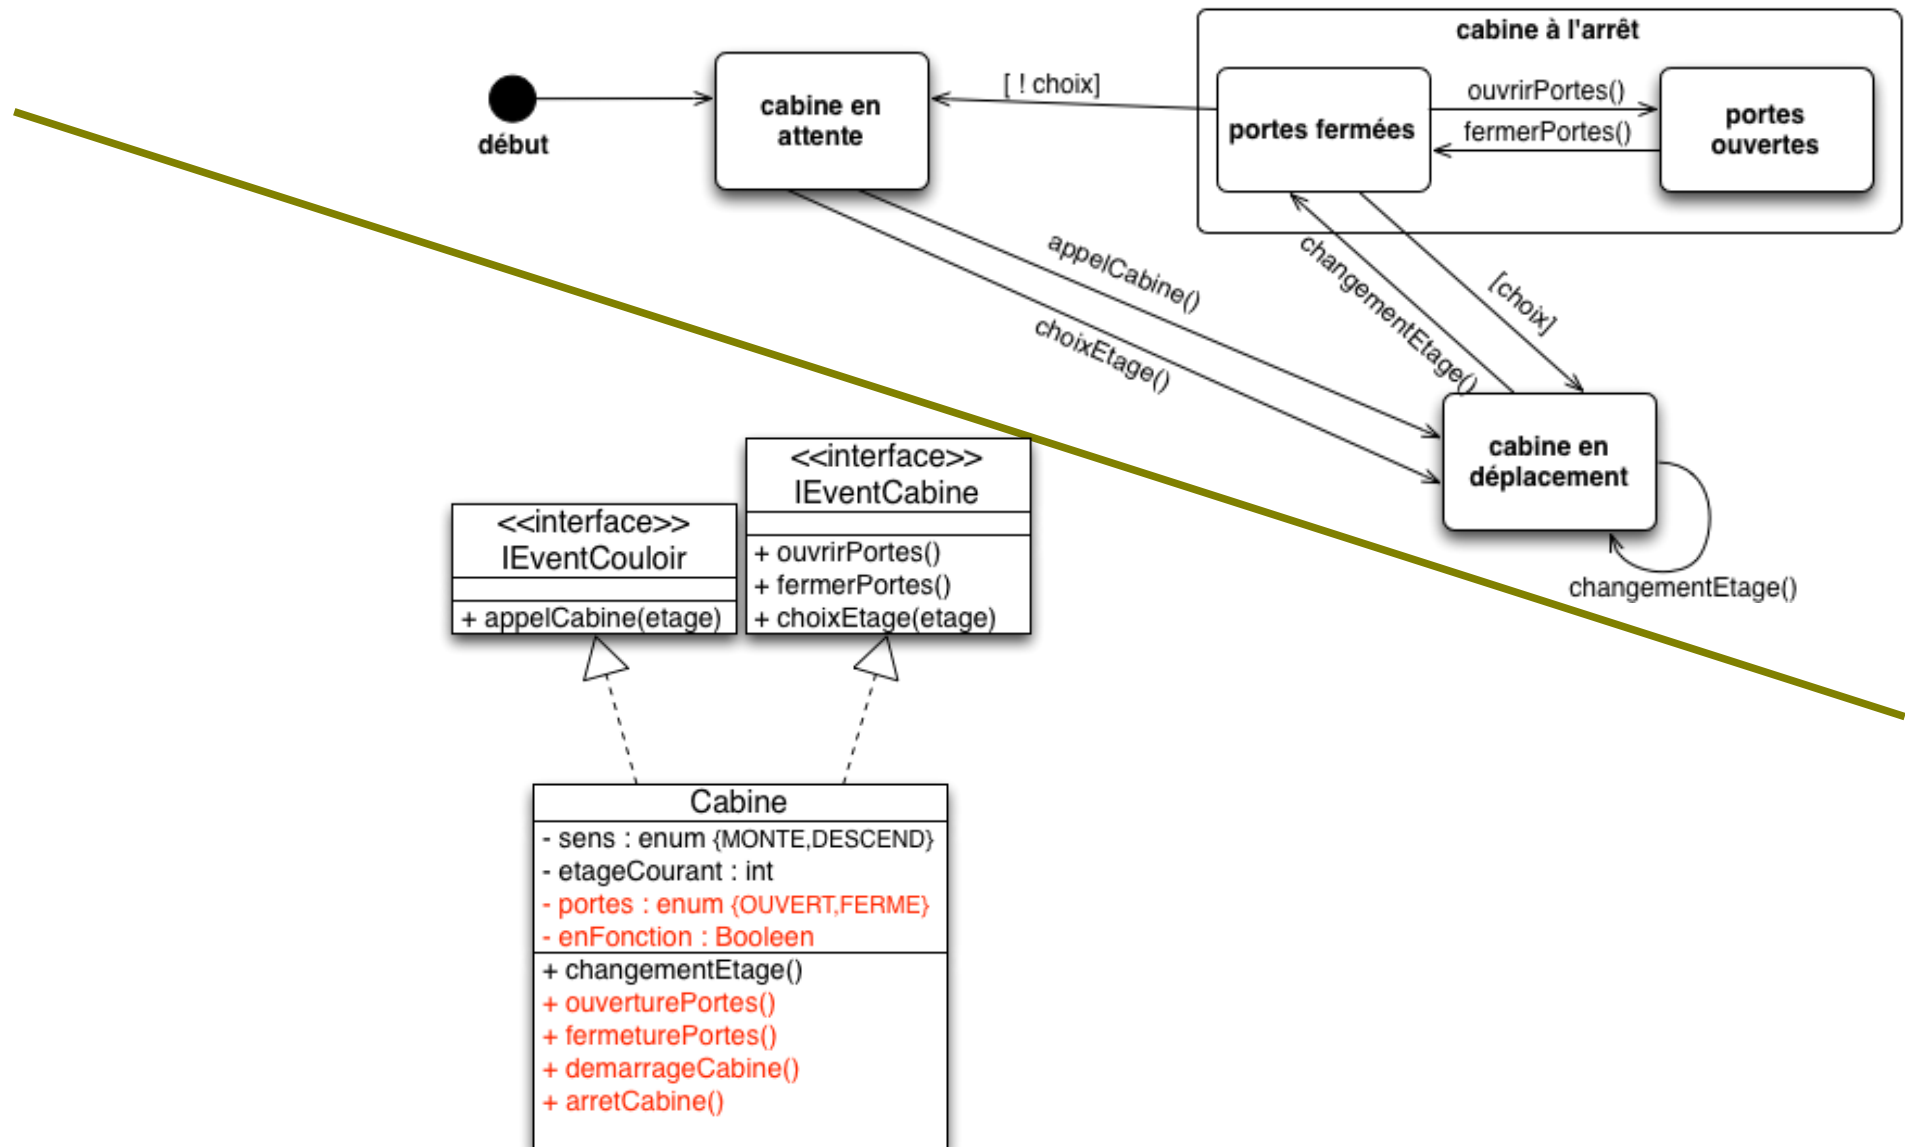 cabine à l'arrêt
début
cabine en
attente
[ ! choix]
portes fermées
ouvrirPortes()
fermerPortes()
portes
ouvertes
appelCabine()
choixEtage()
changementEtage()
[choix]
cabine en
déplacement
changementEtage()
<<interface>>
IEventCouloir
+ appelCabine(etage)
<<interface>>
IEventCabine
+ ouvrirPortes()
+ fermerPortes()
+ choixEtage(etage)
Cabine
- sens : enum {MONTE,DESCEND}
- etageCourant : int
- portes : enum {OUVERT,FERME}
- enFonction : Booleen
+ changementEtage()
+ ouverturePortes()
+ fermeturePortes()
+ demarrageCabine()
+ arretCabine()